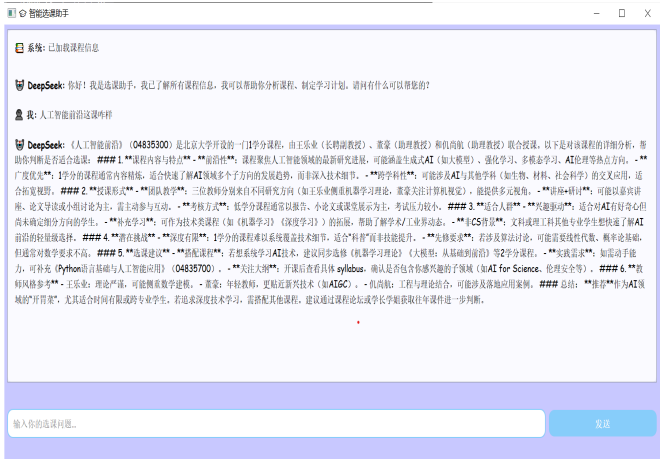 智能选课助手
系统: 已加载课程信息
DeepSeek: 你好！我是选课助手，我已了解所有课程信息，我可以帮助你分析课程、制定学习计划。请问有什么可以帮您的？
我: 人工智能前沿这课咋样
DeepSeek: 《人工智能前沿》（04835300）是北京大学开设的一门1学分课程，由王乐业（长聘副教授）、董豪（助理教授）和仉尚航（助理教授）联合授课，以下是对该课程的详细分析，帮
助你判断是否适合选课： ### 1. **课程内容与特点** - **前沿性**：课程聚焦人工智能领域的最新研究进展，可能涵盖生成式AI（如大模型）、强化学习、多模态学习、AI伦理等热点方向。 - **
广度优先**：1学分的课程通常内容精炼，适合快速了解AI领域多个子方向的发展趋势，而非深入技术细节。 - **跨学科性**：可能涉及AI与其他学科（如生物、材料、社会科学）的交叉应用，适
合拓宽视野。 ### 2. **授课形式** - **团队教学**：三位教师分别来自不同研究方向（如王乐业侧重机器学习理论，董豪关注计算机视觉），能提供多元视角。 - **讲座+研讨**：可能以嘉宾讲
座、论文导读或小组讨论为主，需主动参与互动。 - **考核方式**：低学分课程通常以报告、小论文或课堂展示为主，考试压力较小。 ### 3. **适合人群** - **兴趣驱动**：适合对AI有好奇心但
尚未确定细分方向的学生。 - **补充学习**：可作为技术类课程（如《机器学习》《深度学习》）的拓展，帮助了解学术/工业界动态。 - **非CS背景**：文科或理工科其他专业学生想快速了解AI
前沿的轻量级选择。 ### 4. **潜在挑战** - **深度有限**：1学分的课程难以系统覆盖技术细节，适合“科普”而非技能提升。 - **先修要求**：若涉及算法讨论，可能需要线性代数、概率论基础，
但通常对数学要求不高。 ### 5. **选课建议** - **搭配课程**：若想系统学习AI技术，建议同步选修《机器学习理论》《大模型：从基础到前沿》等2学分课程。 - **实践需求**：如需动手能
力，可补充《Python语言基础与人工智能应用》（04835700）。 - **关注大纲**：开课后查看具体 syllabus，确认是否包含你感兴趣的子领域（如AI for Science、伦理安全等）。 ### 6. **教
师风格参考** - 王乐业：理论严谨，可能侧重数学建模。 - 董豪：年轻教师，更贴近新兴技术（如AIGC）。 - 仉尚航：工程与理论结合，可能涉及落地应用案例。 ### 总结： **推荐**作为AI领
域的“开胃菜”，尤其适合时间有限或跨专业学生。若追求深度技术学习，需搭配其他课程。建议通过课程论坛或学长学姐获取往年课件进一步判断。
输入你的选课问题...
发送